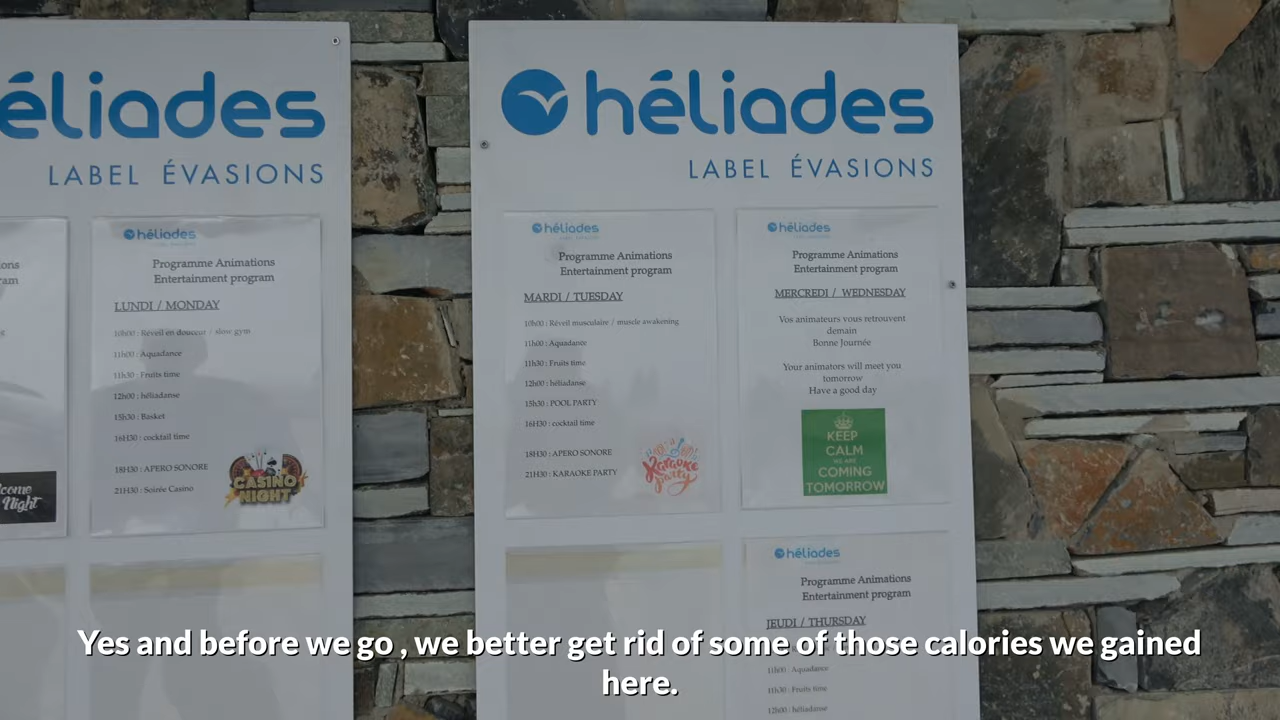 éliades
LABEL ÉVASIONS
ram
héliades
Programme Animations
Entertainment program
LUNDI / MONDAY
10h00 : Réveil en douceur / slow gym
11h00 : Aquadance
11h30 : Fruits time
12h00 : héliadanse
15h30 : Basket
16H30 : cocktail time
18H30 : APERO SONORE
21H30 : Soirée Casino
CASINO
NIGHT
come
Night
héliades
LABEL ÉVASIONS
héliades
Programme Animations
Entertainment program
MARDI / TUESDAY
10h00 : Réveil musculaire / muscle awakening
11h00 : Aquadance
11h30 : Fruits time
12h00 : héliadanse
15h30 : POOL PARTY
16H30 : cocktail time
18H30 : APERO SONORE
21H30 : KARAOKE PARTY
Karaoke
party
héliades
Programme Animations
Entertainment program
MERCREDI / WEDNESDAY
Vos animateurs vous retrouvent
demain
Bonne Journée
Your animators will meet you
tomorrow
Have a good day
KEEP
CALM
WE ARE
COMING
TOMORROW
héliades
Programme Animations
Entertainment program
JEUDI / THURSDAY
11h00 : Aquadance
11h30 : Fruits time
12h00 : héliadanse
Yes and before we go , we better get rid of some of those calories we gained
here.